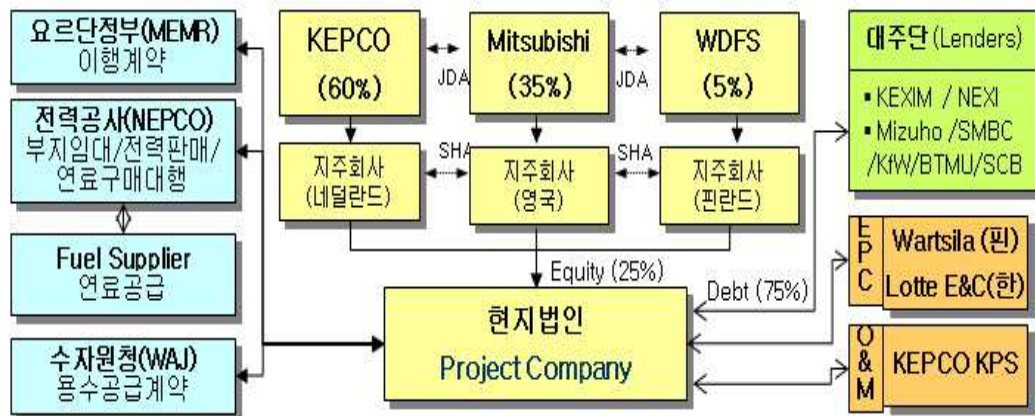 요르단정부(MEMR)
이행계약
전력공사(NEPCO)
부지임대/전력판매/
연료구매대행
Fuel Supplier
연료공급
수자원청(WAJ)
용수공급계약
KEPCO
(60%)
JDA
Mitsubishi
(35%)
JDA
WDFS
(5%)
지주회사
(네덜란드)
SHA
지주회사
(영국)
SHA
지주회사
(핀란드)
Equity (25%)
Debt (75%)
현지법인
Project Company
대주단 (Lenders)
▪ KEXIM / NEXI
▪ Mizuho /SMBC
/KfW/BTMU/SCB
EPC
Wartsila (핀)
Lotte E&C(한)
O&M
KEPCO KPS